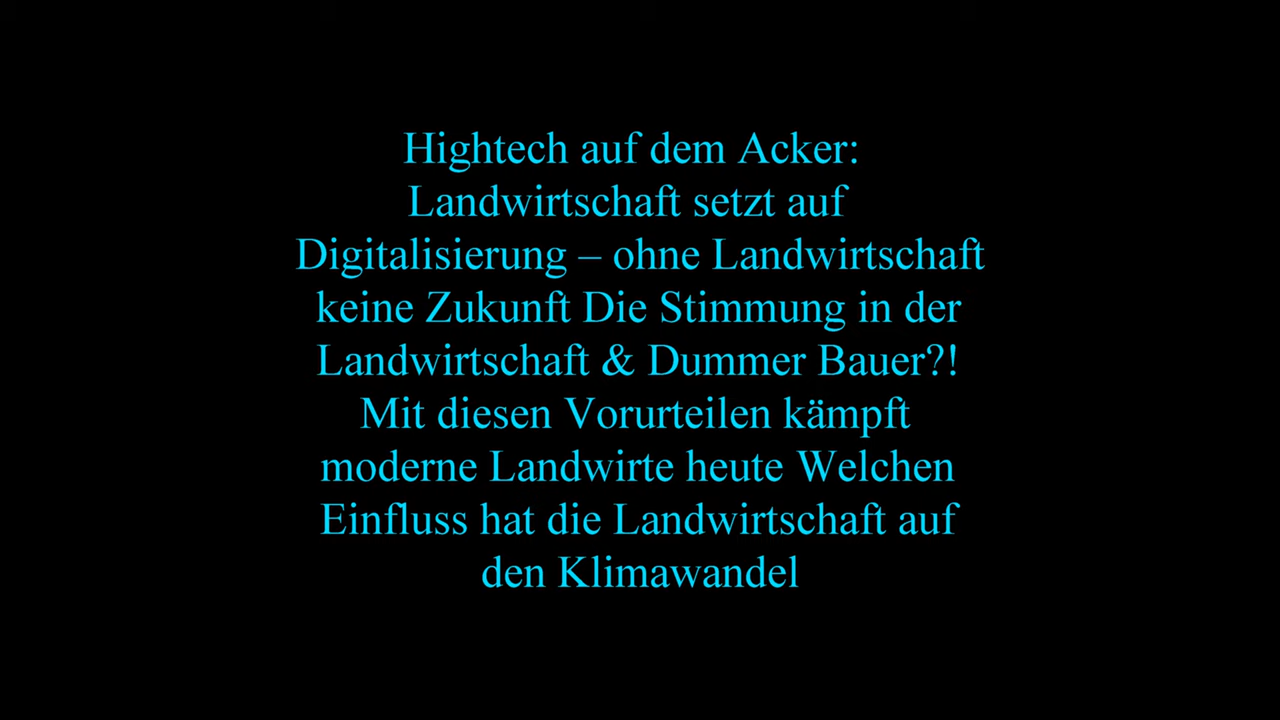 Hightech auf dem Acker:
Landwirtschaft setzt auf
Digitalisierung – ohne Landwirtschaft
keine Zukunft Die Stimmung in der
Landwirtschaft & Dummer Bauer?!
Mit diesen Vorurteilen kämpft
moderne Landwirte heute Welchen
Einfluss hat die Landwirtschaft auf
den Klimawandel